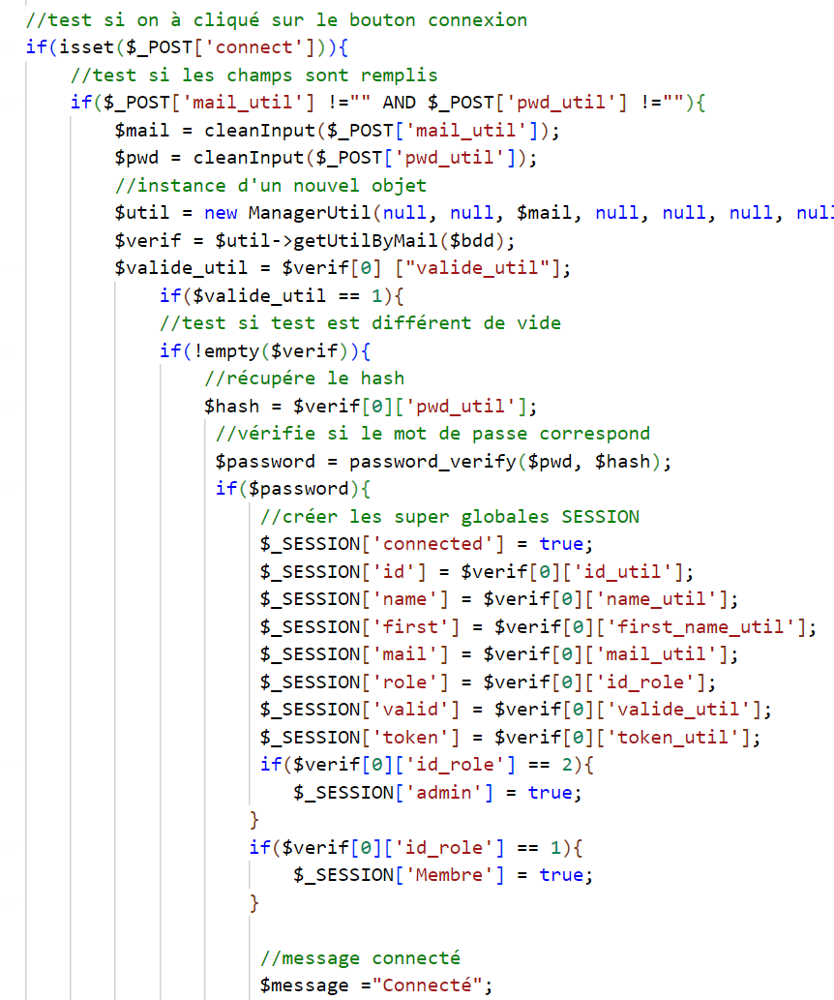 //test si on à cliqué sur le bouton connexion
if(isset($_POST['connect'])){
//test si les champs sont remplis
if($_POST['mail_util'] !="" AND $_POST['pwd_util'] !=""){
$mail = cleanInput($_POST['mail_util']);
$pwd = cleanInput($_POST['pwd_util']);
//instance d'un nouvel objet
$util = new ManagerUtil(null, null, $mail, null, null, null, nul
$verif = $util->getUtilByMail($bdd);
$valide_util = $verif[0] ["valide_util"];
if($valide_util == 1){
//test si test est différent de vide
if(!empty($verif)){
//récupére le hash
$hash = $verif[0]['pwd_util'];
//vérifie si le mot de passe correspond
$password = password_verify($pwd, $hash);
if($password){
//créer les super globales SESSION
$_SESSION['connected'] = true;
$_SESSION['id'] = $verif[0]['id_util'];
$_SESSION['name'] = $verif[0]['name_util'];
$_SESSION['first'] = $verif[0]['first_name_util'];
$_SESSION['mail'] = $verif[0]['mail_util'];
$_SESSION['role'] = $verif[0]['id_role'];
$_SESSION['valid'] = $verif[0]['valide_util'];
$_SESSION['token'] = $verif[0]['token_util'];
if($verif[0]['id_role'] == 2){
$_SESSION['admin'] = true;
}
if($verif[0]['id_role'] == 1){
$_SESSION['Membre'] = true;
}
//message connecté
$message ="Connecté";